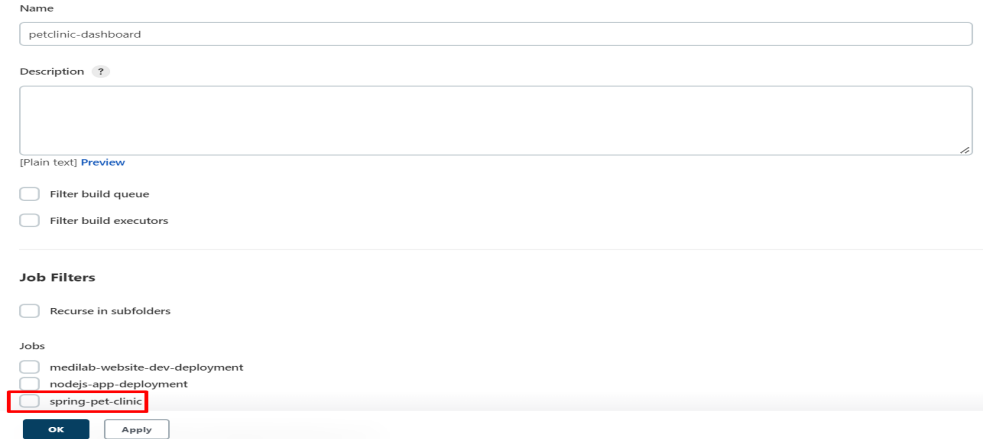 Name
petclinic-dashboard
Description ?
[Plain text] Preview
Filter build queue
Filter build executors
Job Filters
Recurse in subfolders
Jobs
medilab-website-dev-deployment
nodejs-app-deployment
spring-pet-clinic
OK Apply